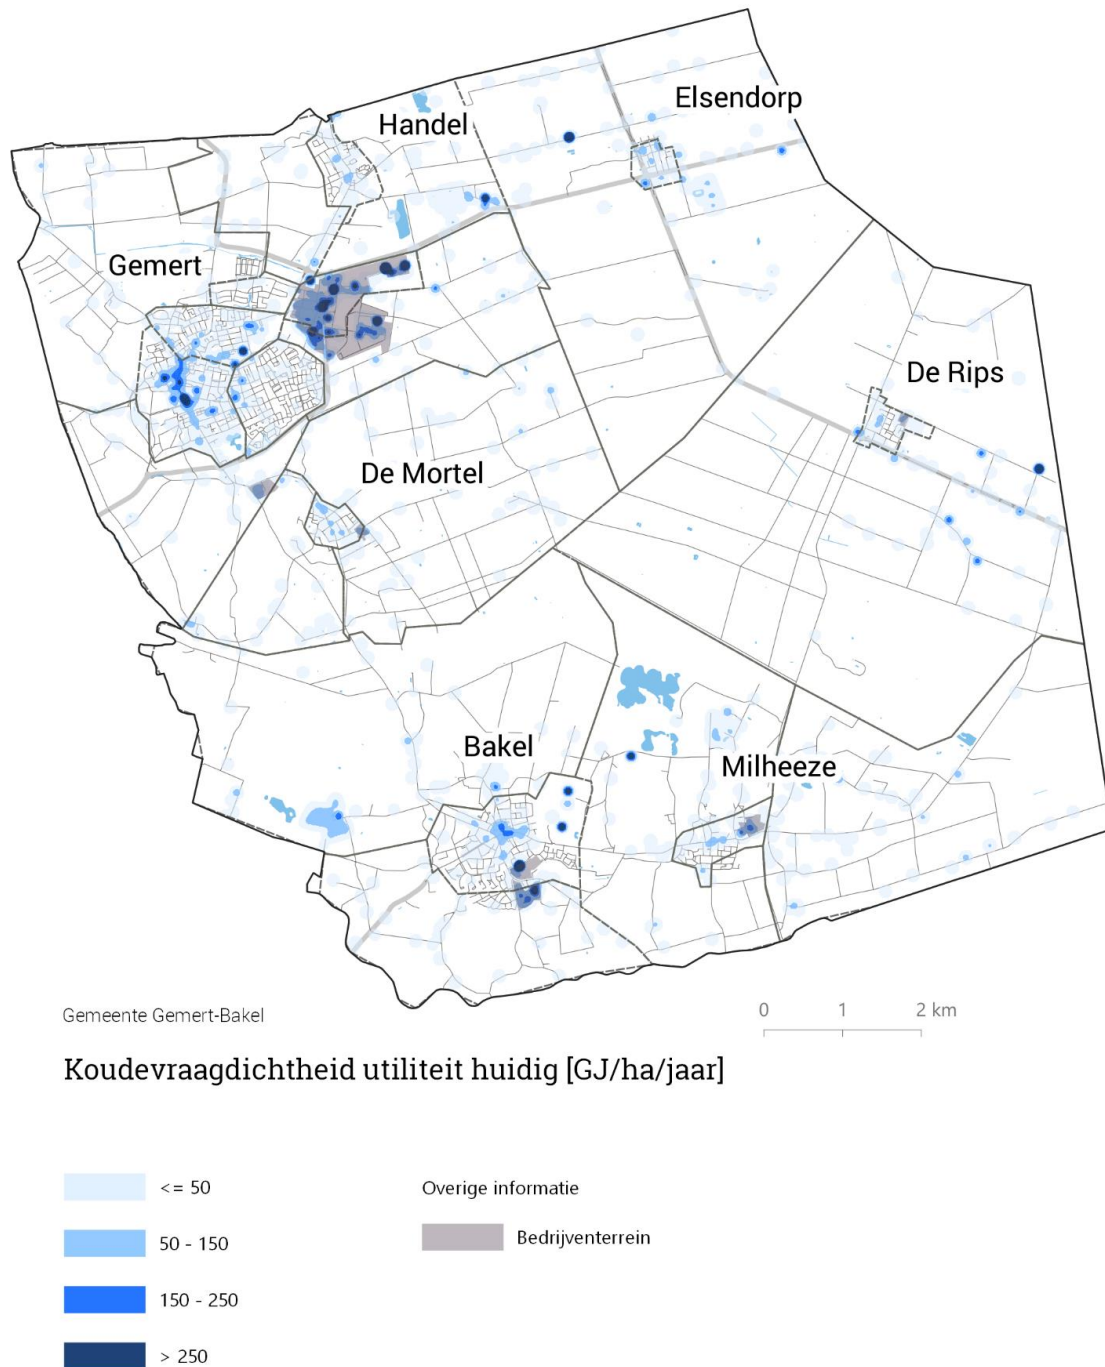 Elsendorp
Handel
Gemert
De Rips
De Mortel
Bakel
Milheeze
Gemeente Gemert-Bakel
0 1 2 km
Koudevraagdichtheid utiliteit huidig [GJ/ha/jaar]
<= 50
Overige informatie
50 - 150
Bedrijventerrein
150 - 250
> 250